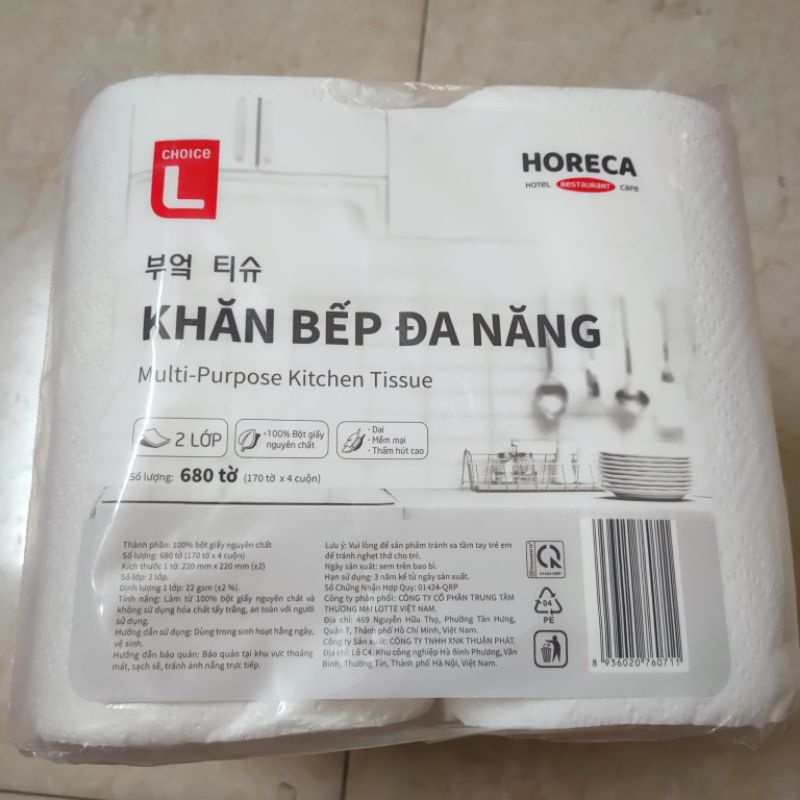 CHOICE
L
HORECA
HOTEL RESTAURANT CAFE
부엌 티슈
KHĂN BẾP ĐA NĂNG
Multi-Purpose Kitchen Tissue
2 LỚP
· 100% Bột giấy
nguyên chất
· Dai
· Mềm mại
· Thấm hút cao
Số lượng: 680 tờ (170 tờ x 4 cuộn)
Thành phần: 100% bột giấy nguyên chất
Số lượng: 680 tờ (170 tờ x 4 cuộn)
Kích thước 1 tờ: 220 mm x 220 mm (±2)
Số lớp: 2 lớp.
Định lượng 1 lớp: 22 gsm (±2 %).
Tính năng: Làm từ 100% bột giấy nguyên chất và
không sử dụng hóa chất tẩy trắng, an toàn với người
sử dụng.
Hướng dẫn sử dụng: Dùng trong sinh hoạt hằng ngày,
vệ sinh.
Hướng dẫn bảo quản: Bảo quản tại khu vực thoáng
mát, sạch sẽ, tránh ánh nắng trực tiếp.
Lưu ý: Vui lòng để sản phẩm tránh xa tầm tay trẻ em
để tránh nghẹt thở cho trẻ.
Ngày sản xuất: xem trên bao bì.
Hạn sử dụng: 3 năm kể từ ngày sản xuất.
Số Chứng Nhận Hợp Quy: 01424-QRP
Công ty phân phối: CÔNG TY CỔ PHẦN TRUNG TÂM
THƯƠNG MẠI LOTTE VIỆT NAM.
Địa chỉ: 469 Nguyễn Hữu Thọ, Phường Tân Hưng,
Quận 7, Thành phố Hồ Chí Minh, Việt Nam.
Công ty Sản xuất: CÔNG TY TNHH XNK THUẬN PHÁT.
Địa chỉ: Lô C4, Khu công nghiệp Hà Bình Phương, Văn
Bình, Thường Tín, Thành phố Hà Nội, Việt Nam.
01424-QRP
04
PE
8 936020 760711